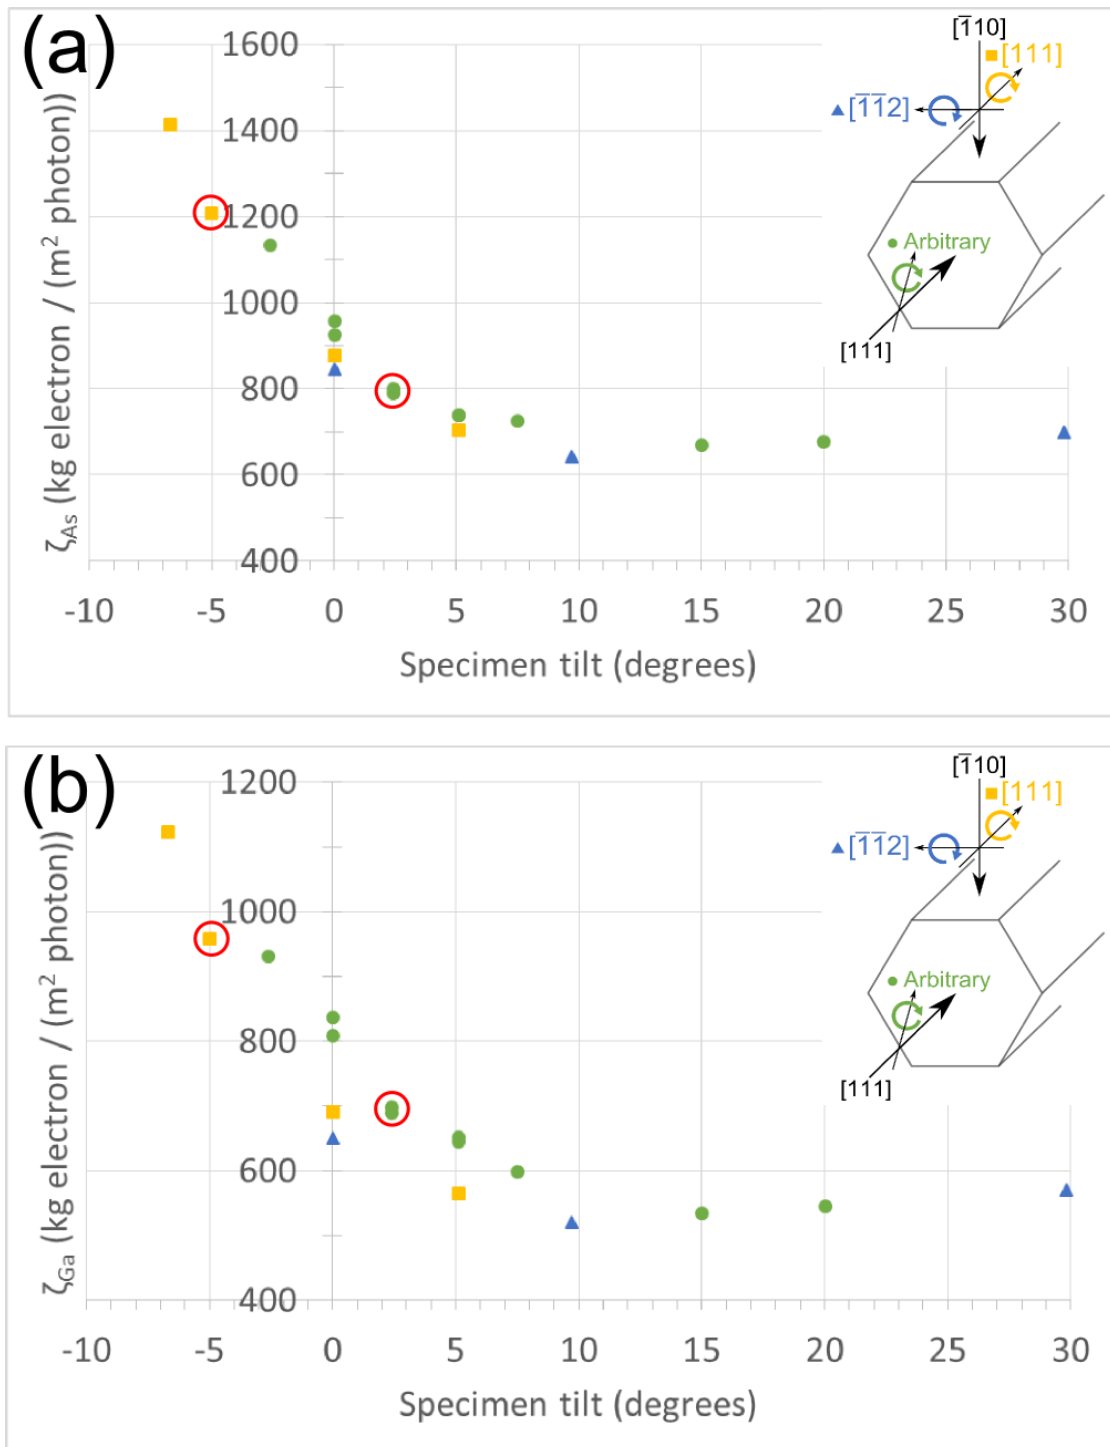 (a)
ζAs (kg electron / (m² photon))
1600
1400
1200
1000
800
600
400
-10 -5 0 5 10 15 20 25 30
Specimen tilt (degrees)
[1̅10]
■ [111]
▲ [1̅1̅2]
● Arbitrary
[111]
(b)
ζGa (kg electron / (m² photon))
1200
1000
800
600
400
-10 -5 0 5 10 15 20 25 30
Specimen tilt (degrees)
[1̅10]
■ [111]
▲ [1̅1̅2]
● Arbitrary
[111]